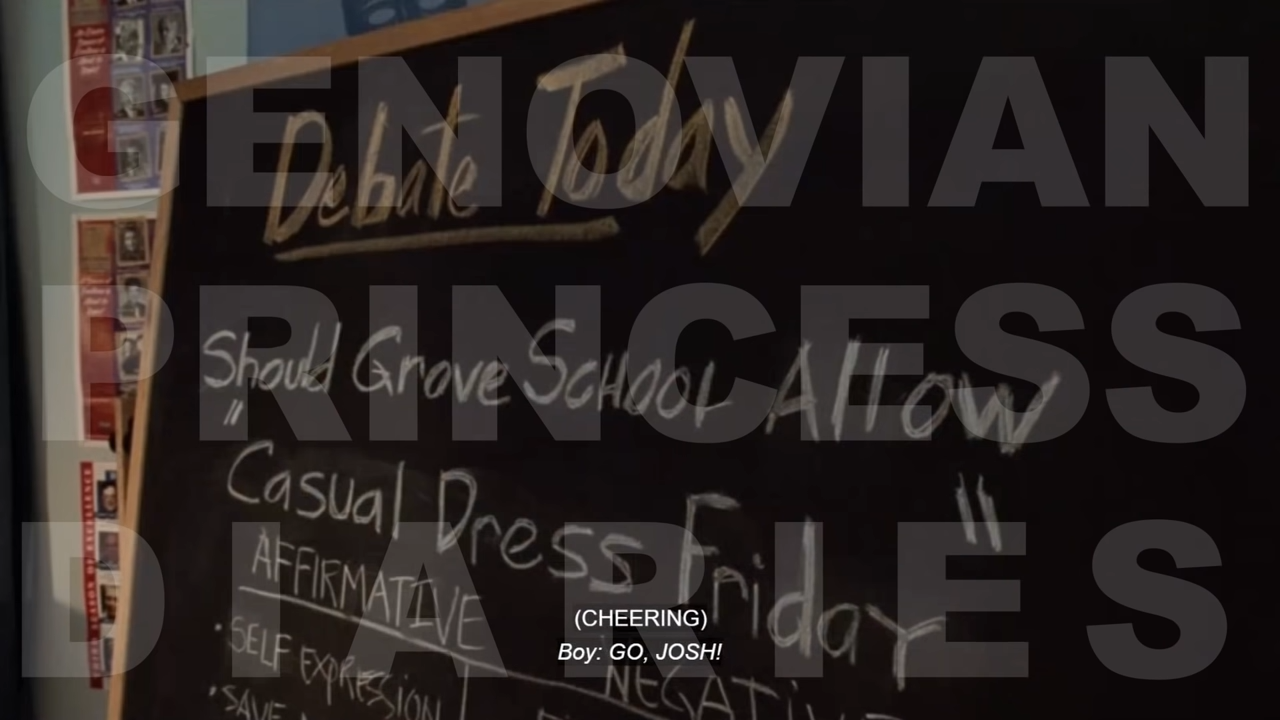 GENOVIAN
PRINCESS
DIARIES
Debate Today
Should Grove School Allow
"Casual Dress Friday"
AFFIRMATIVE
NEGATIVE
· SELF EXPRESSION
· SAVE
(CHEERING)
Boy: GO, JOSH!